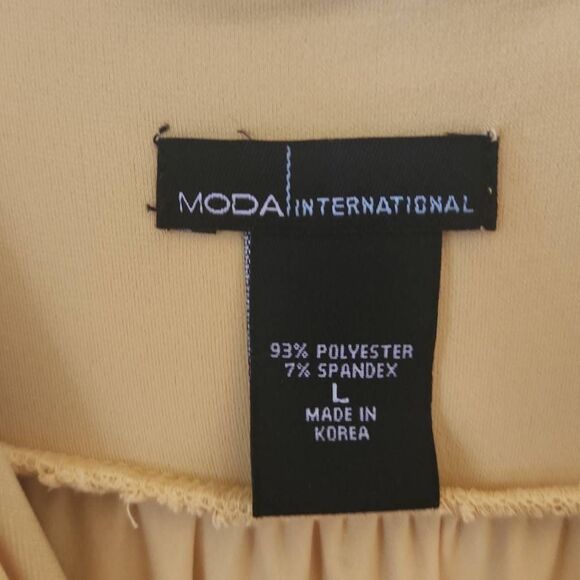 MODA INTERNATIONAL
93% POLYESTER
7% SPANDEX
L
MADE IN
KOREA